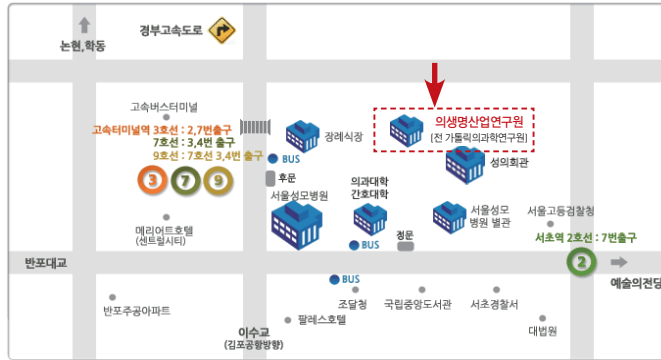 경부고속도로
논현,학동
고속버스터미널
고속터미널역 3호선 : 2,7번출구
7호선 : 3,4번 출구
9호선 : 7호선 3,4번 출구
3 7 9
장례식장
BUS
후문
의생명산업연구원
(전 가톨릭의과학연구원)
성의회관
의과대학
간호대학
서울성모병원
BUS
정문
서울성모
병원 별관
서울고등검찰청
서초역 2호선 : 7번출구
2
메리어트호텔
(센트럴시티)
반포대교
예술의전당
BUS
반포주공아파트
조달청
국립중앙도서관
서초경찰서
팔레스호텔
대법원
이수교
(김포공항방향)